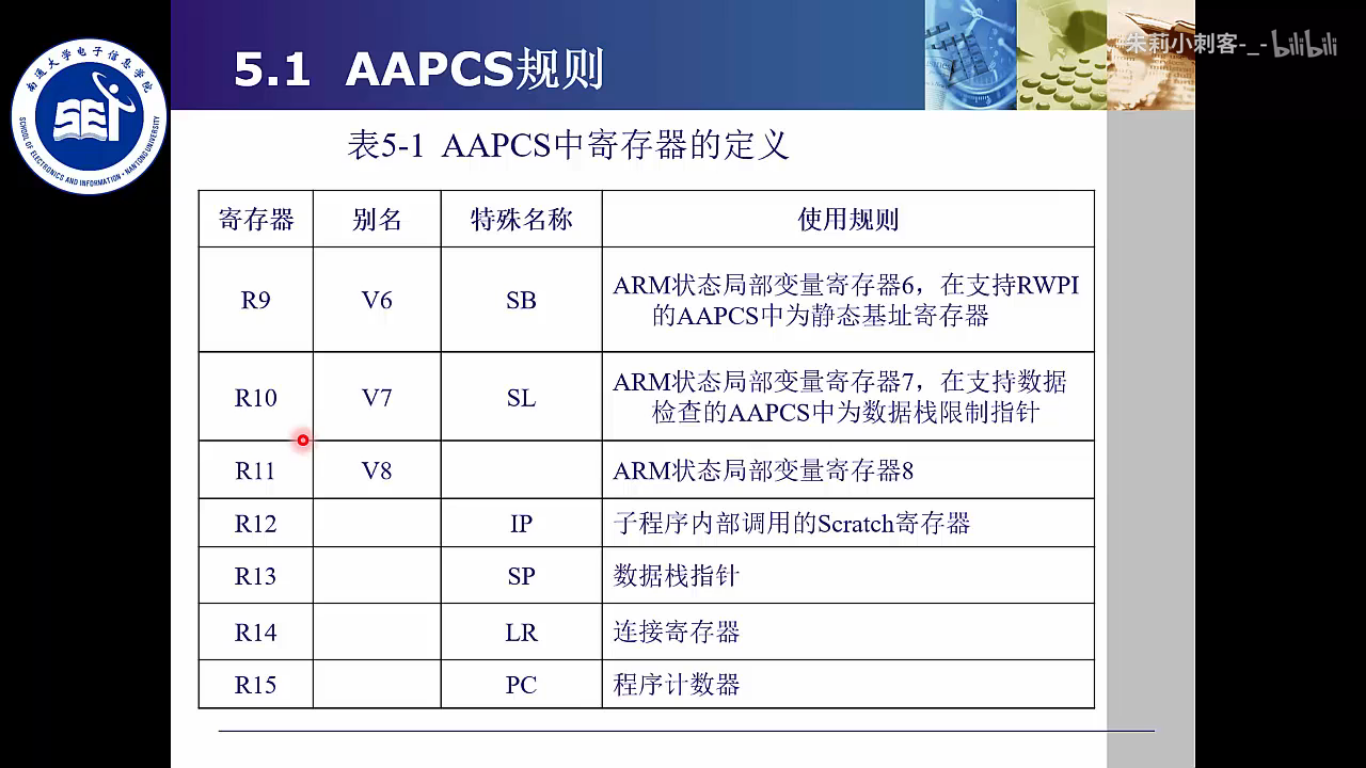 南通大学电子信息学院
SCHOOL OF ELECTRONICS AND INFORMATION • NANTONG UNIVERSITY
5.1 AAPCS规则
朱莉小刺客-_- bilibili
表5-1 AAPCS中寄存器的定义
寄存器 别名 特殊名称 使用规则
R9 V6 SB ARM状态局部变量寄存器6，在支持RWPI
的AAPCS中为静态基址寄存器
R10 V7 SL ARM状态局部变量寄存器7，在支持数据
检查的AAPCS中为数据栈限制指针
R11 V8 ARM状态局部变量寄存器8
R12 IP 子程序内部调用的Scratch寄存器
R13 SP 数据栈指针
R14 LR 连接寄存器
R15 PC 程序计数器